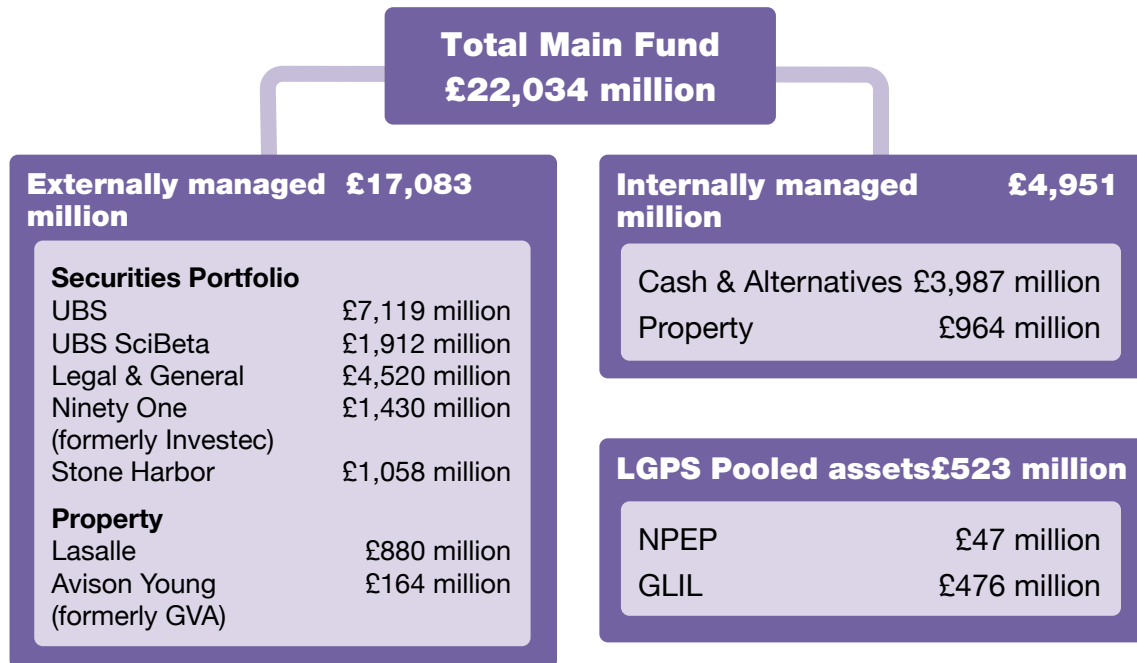 Total Main Fund
£22,034 million
Externally managed £17,083
million
Securities Portfolio
UBS £7,119 million
UBS SciBeta £1,912 million
Legal & General £4,520 million
Ninety One £1,430 million
(formerly Investec)
Stone Harbor £1,058 million
Property
Lasalle £880 million
Avison Young £164 million
(formerly GVA)
Internally managed £4,951
million
Cash & Alternatives £3,987 million
Property £964 million
LGPS Pooled assets£523 million
NPEP £47 million
GLIL £476 million